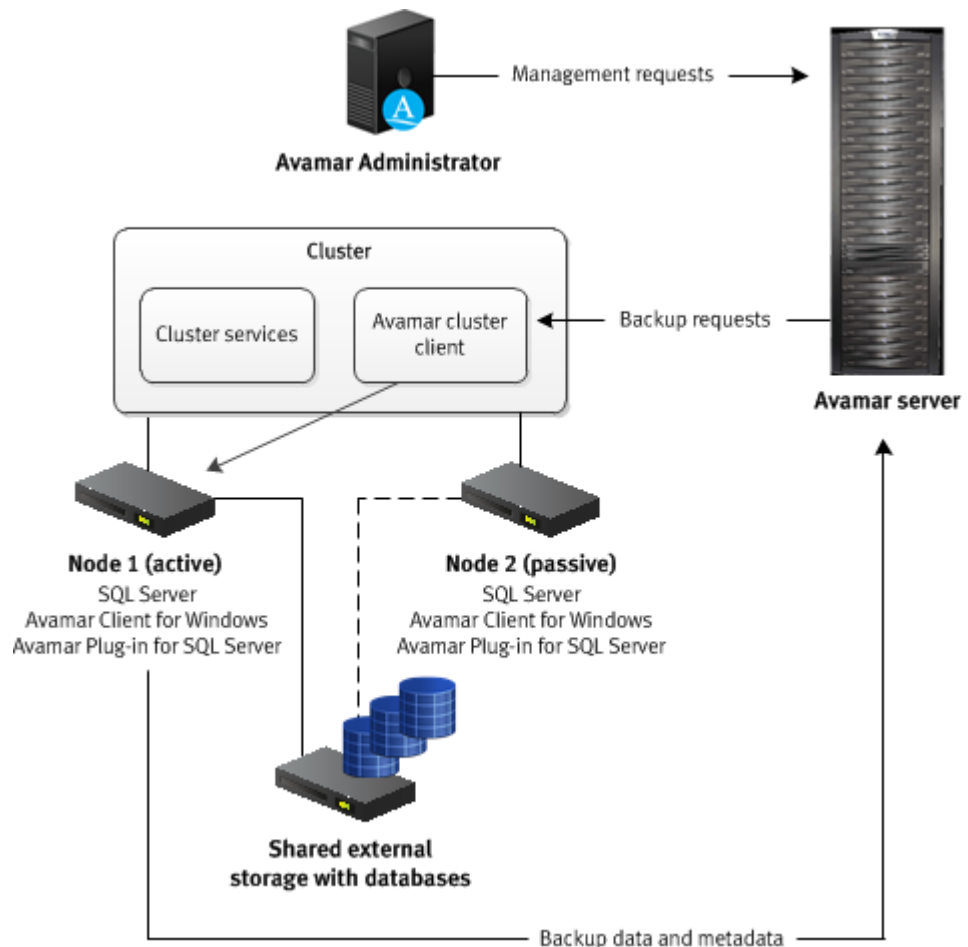 Management requests
Avamar Administrator
Cluster
Cluster services
Avamar cluster
client
Backup requests
Avamar server
Node 1 (active)
SQL Server
Avamar Client for Windows
Avamar Plug-in for SQL Server
Node 2 (passive)
SQL Server
Avamar Client for Windows
Avamar Plug-in for SQL Server
Shared external
storage with databases
Backup data and metadata